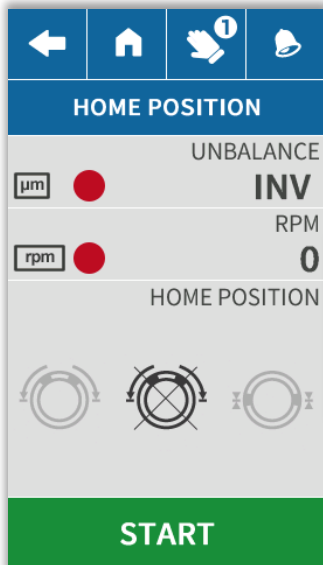 1
HOME POSITION
UNBALANCE
µm
INV
RPM
rpm
0
HOME POSITION
START